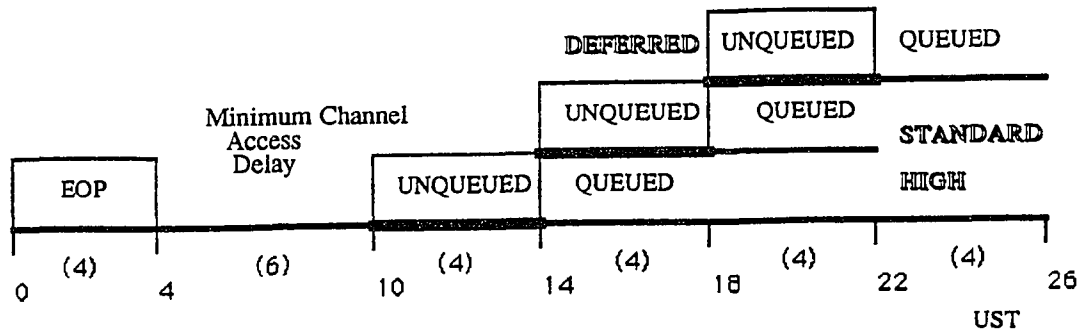 DEFERRED UNQUEUED QUEUED
Minimum Channel
Access
Delay
UNQUEUED QUEUED
STANDARD
EOP UNQUEUED QUEUED HIGH
(4) (6) (4) (4) (4) (4)
0 4 10 14 18 22 26
UST